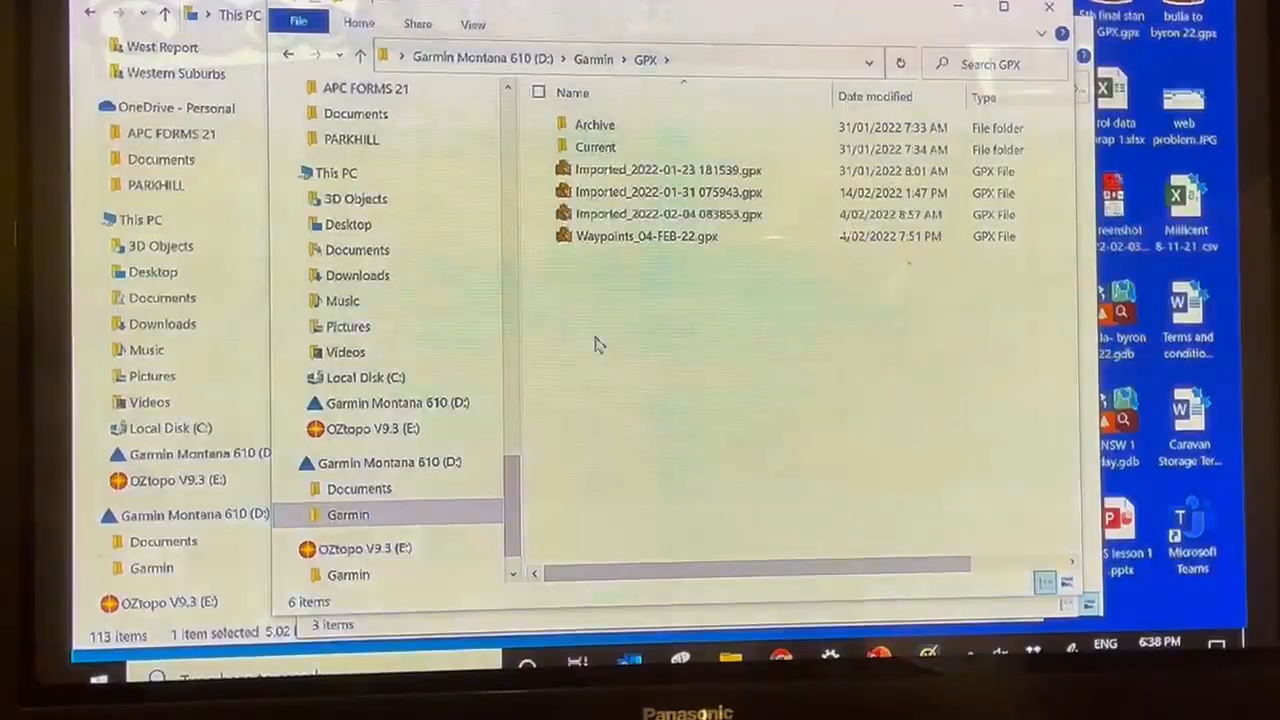 This PC
File
Home
Share
View
Garmin Montana 610 (D:)
Garmin
GPX
Search GPX
West Report
Western Suburbs
OneDrive - Personal
APC FORMS 21
Documents
PARKHILL
This PC
3D Objects
Desktop
Documents
Downloads
Music
Pictures
Videos
Local Disk (C:)
Garmin Montana 610 (D
OZtopo V9.3 (E:)
Garmin Montana 610 (D:)
Documents
Garmin
OZtopo V9.3 (E:)
113 items
1 item selected
5.02
APC FORMS 21
Documents
PARKHILL
This PC
3D Objects
Desktop
Documents
Downloads
Music
Pictures
Videos
Local Disk (C:)
Garmin Montana 610 (D:)
OZtopo V9.3 (E:)
Garmin Montana 610 (D:)
Documents
Garmin
OZtopo V9.3 (E:)
Garmin
6 items
3 items
Name
Date modified
Type
Archive
31/01/2022 7:33 AM
File folder
Current
31/01/2022 7:34 AM
File folder
Imported_2022-01-23 181539.gpx
31/01/2022 8:01 AM
GPX File
Imported_2022-01-31 075943.gpx
14/02/2022 1:47 PM
GPX File
Imported_2022-02-04 083853.gpx
4/02/2022 8:57 AM
GPX File
Waypoints_04-FEB-22.gpx
4/02/2022 7:51 PM
GPX File
5th final stan
GPX.gpx
bulla to
byron 22.gpx
rol data
rap 1.xlsx
web
problem.JPG
reenshot
2-02-03...
Millicent
8-11-21.csv
la- byron
22.gdb
Terms and
conditio...
NSW 1
day.gdb
Caravan
Storage Ter...
S lesson 1
.pptx
Microsoft
Teams
ENG
6:38 PM
Panasonic